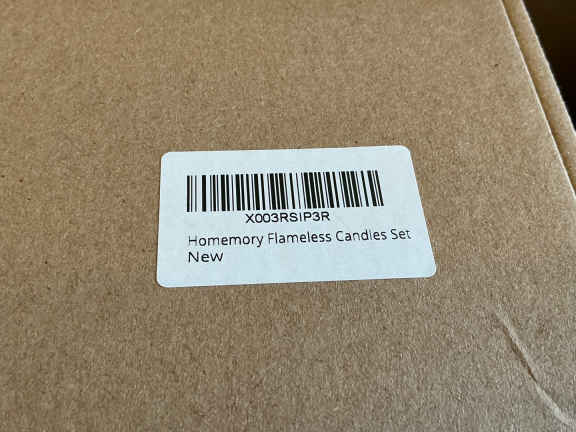 X003RSIP3R
Homemory Flameless Candles Set
New